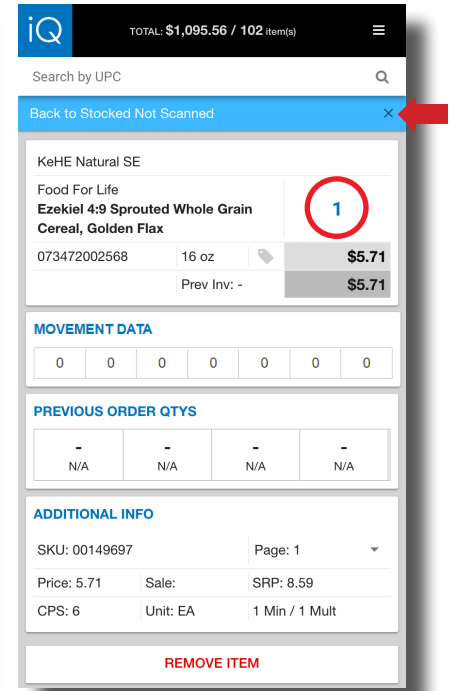 iQ
TOTAL: $1,095.56 / 102 item(s)
Search by UPC
Back to Stocked Not Scanned
KeHE Natural SE
Food For Life
Ezekiel 4:9 Sprouted Whole Grain
Cereal, Golden Flax
1
073472002568 16 oz $5.71
Prev Inv: - $5.71
MOVEMENT DATA
0 0 0 0 0 0 0
PREVIOUS ORDER QTYS
- - - -
N/A N/A N/A N/A
ADDITIONAL INFO
SKU: 00149697 Page: 1
Price: 5.71 Sale: SRP: 8.59
CPS: 6 Unit: EA 1 Min / 1 Mult
REMOVE ITEM